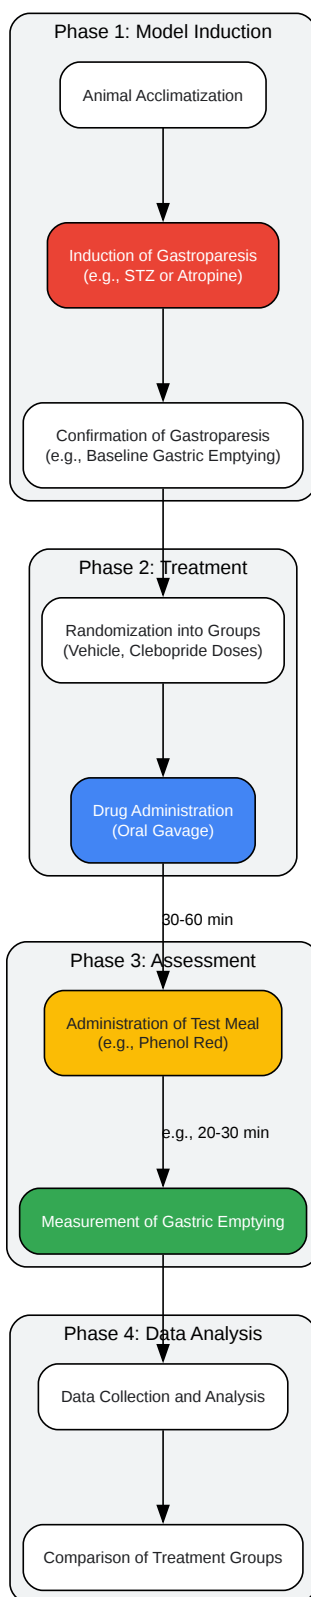 Phase 1: Model Induction
Animal Acclimatization
Induction of Gastroparesis
(e.g., STZ or Atropine)
Confirmation of Gastroparesis
(e.g., Baseline Gastric Emptying)
Phase 2: Treatment
Randomization into Groups
(Vehicle, Clebopride Doses)
Drug Administration
(Oral Gavage)
30-60 min
Phase 3: Assessment
Administration of Test Meal
(e.g., Phenol Red)
e.g., 20-30 min
Measurement of Gastric Emptying
Phase 4: Data Analysis
Data Collection and Analysis
Comparison of Treatment Groups